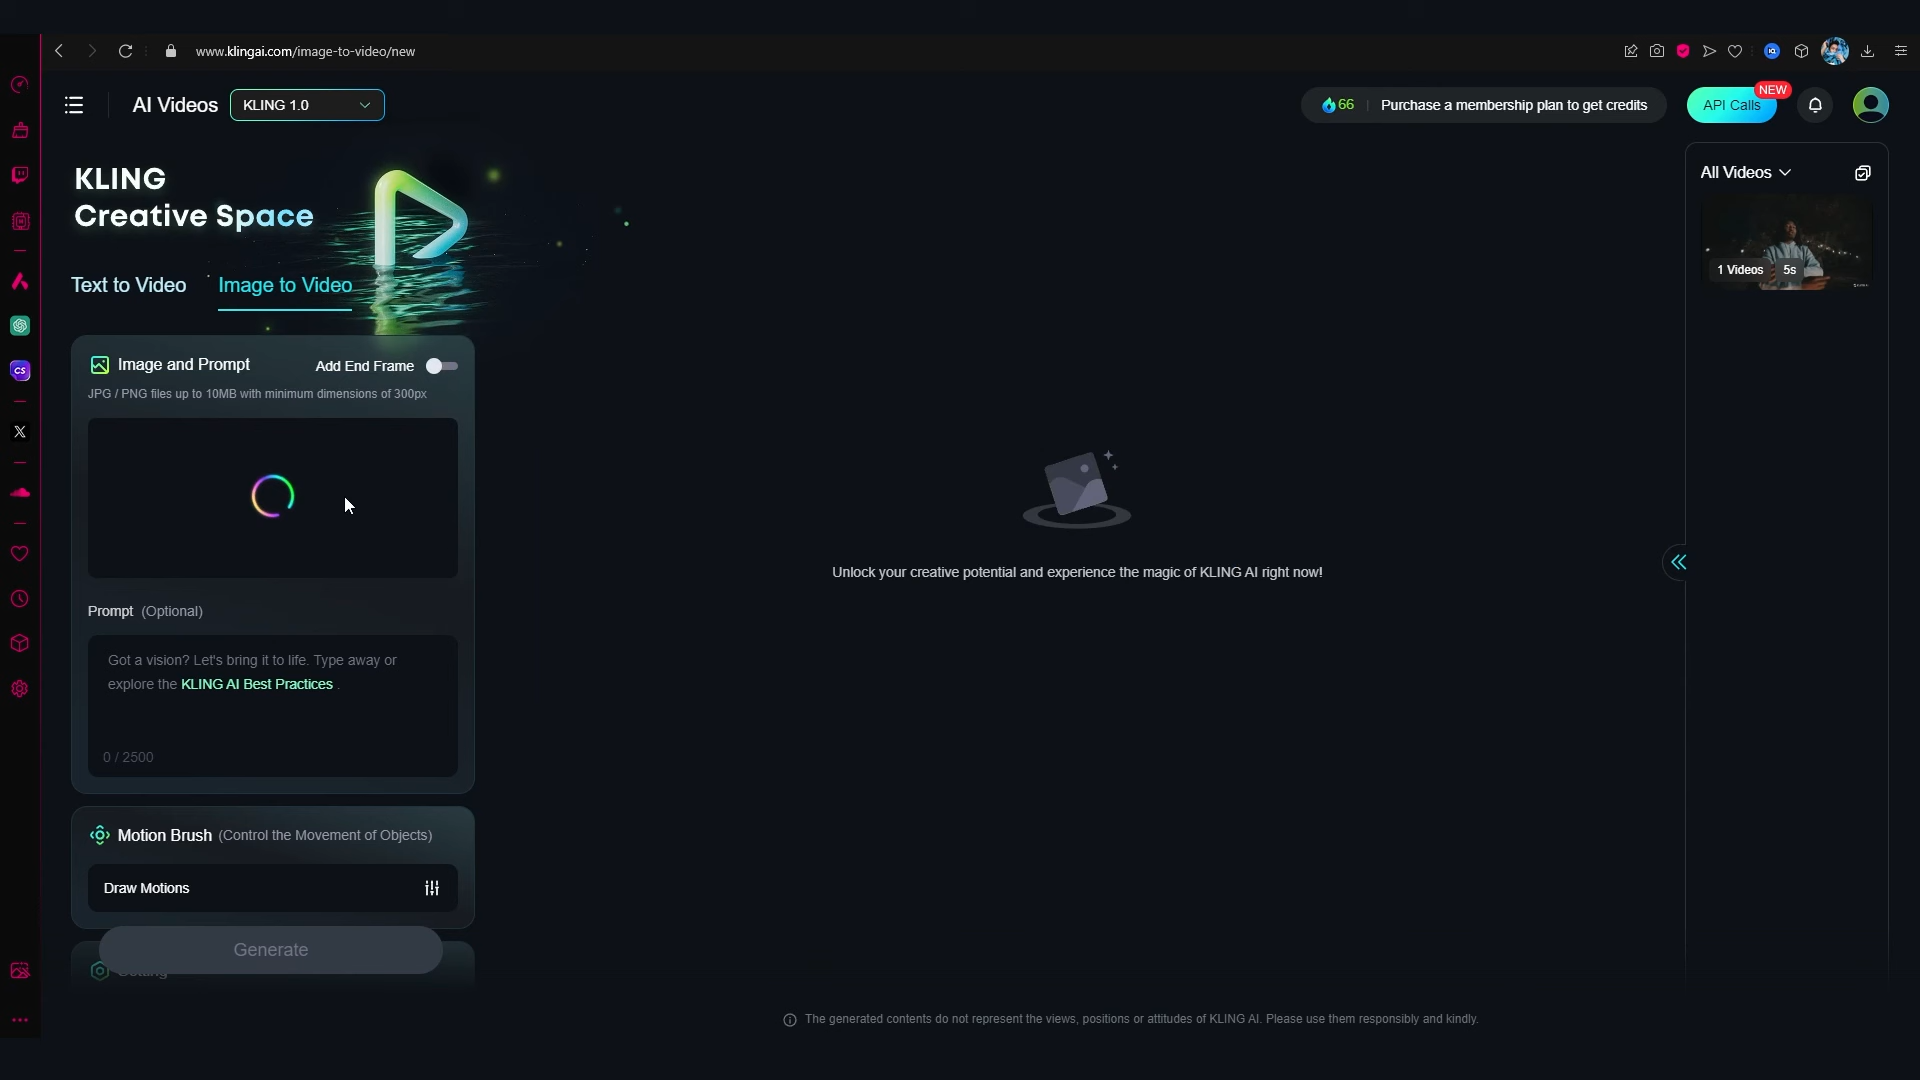 www.klingai.com/image-to-video/new
AI Videos
KLING 1.0
66
Purchase a membership plan to get credits
API Calls
NEW
KLING
Creative Space
Text to Video
Image to Video
Image and Prompt
Add End Frame
JPG / PNG files up to 10MB with minimum dimensions of 300px
Prompt (Optional)
Got a vision? Let's bring it to life. Type away or
explore the KLING AI Best Practices .
0 / 2500
Motion Brush (Control the Movement of Objects)
Draw Motions
Generate
Unlock your creative potential and experience the magic of KLING AI right now!
All Videos
1 Videos
5s
The generated contents do not represent the views, positions or attitudes of KLING AI. Please use them responsibly and kindly.
CS